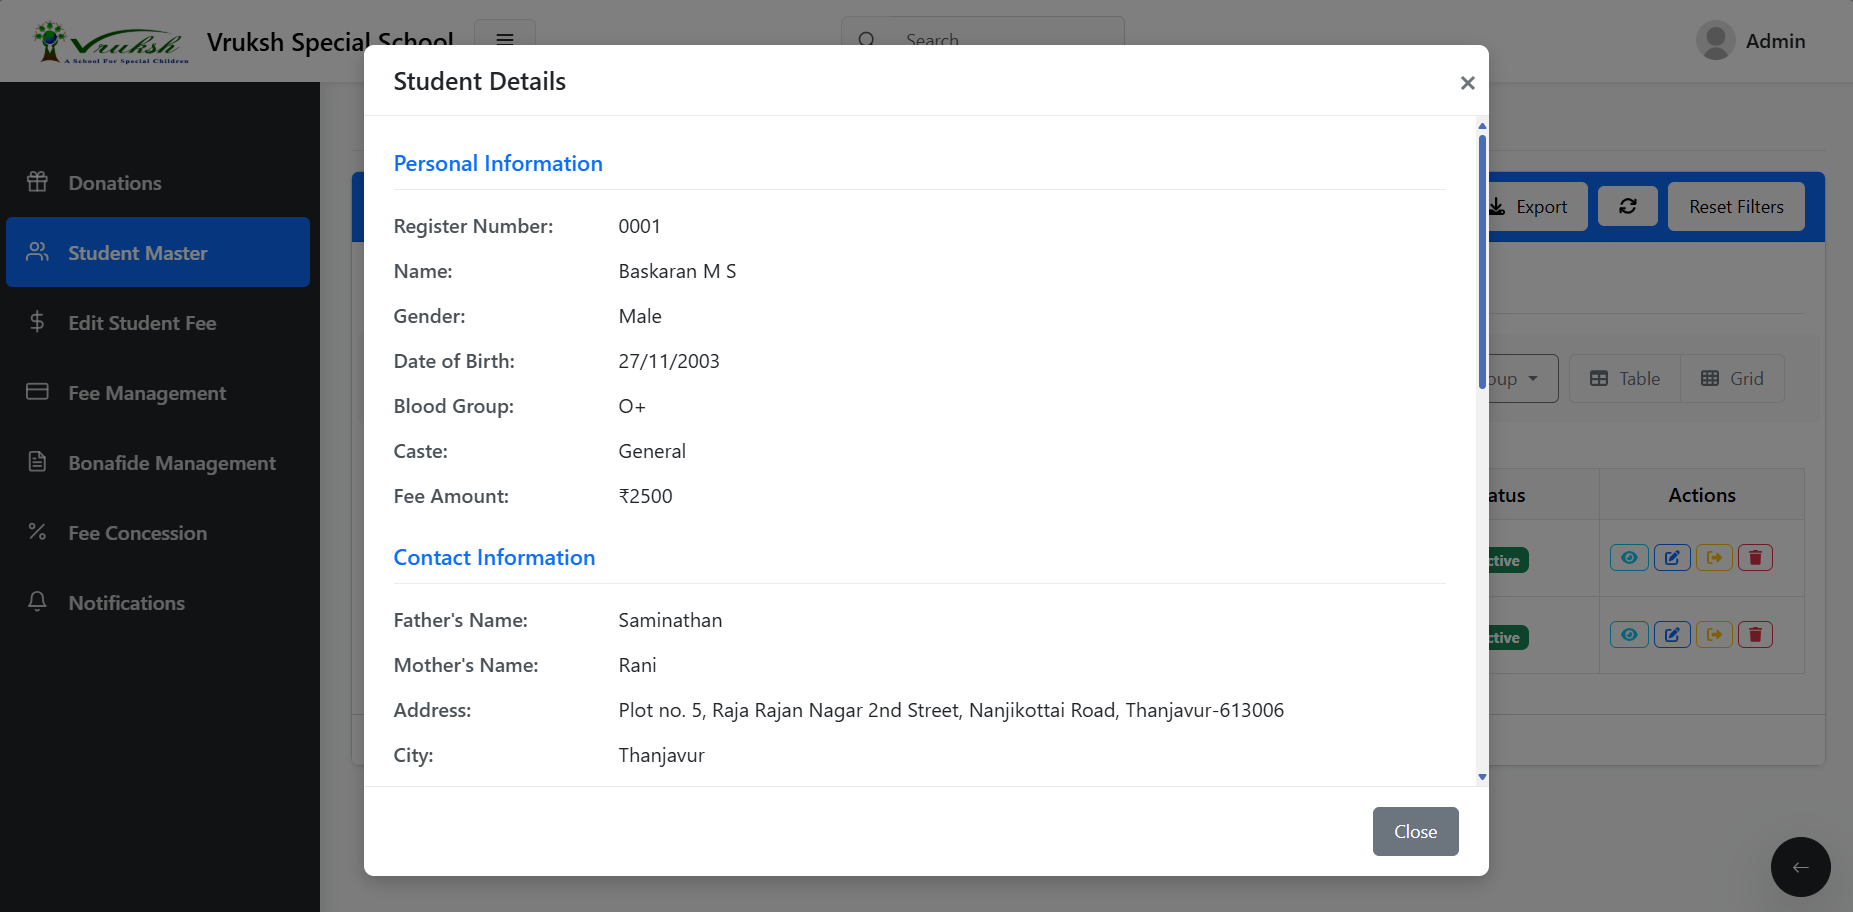 Vruksh
A School For Special Children
Vruksh Special School
Search
Admin
Donations
Student Master
Edit Student Fee
Fee Management
Bonafide Management
Fee Concession
Notifications
Student Details
×
Personal Information
Register Number: 0001
Name: Baskaran M S
Gender: Male
Date of Birth: 27/11/2003
Blood Group: O+
Caste: General
Fee Amount: ₹2500
Contact Information
Father's Name: Saminathan
Mother's Name: Rani
Address: Plot no. 5, Raja Rajan Nagar 2nd Street, Nanjikottai Road, Thanjavur-613006
City: Thanjavur
Close
Export
Reset Filters
Table
Grid
Actions